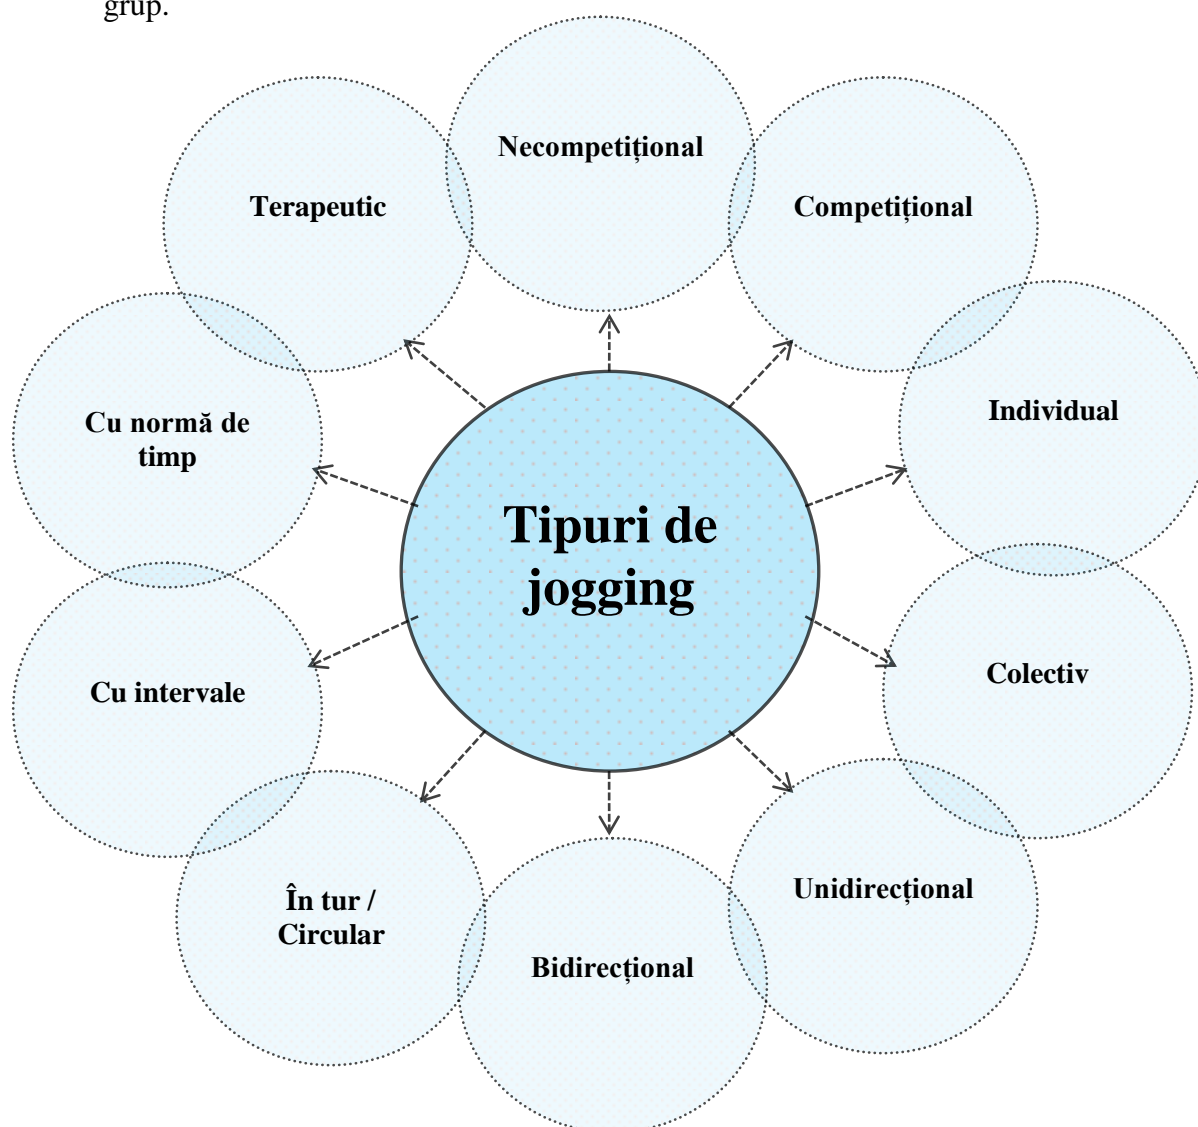 grup.
Necompetițional
Competițional
Terapeutic
Individual
Cu normă de
timp
Tipuri de
jogging
Colectiv
Cu intervale
Unidirecțional
În tur /
Circular
Bidirecțional